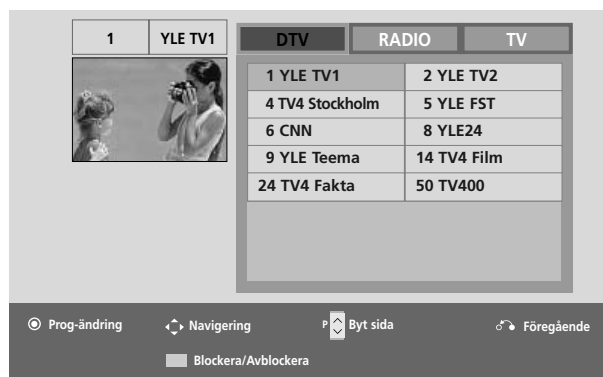 1 YLE TV1
DTV RADIO TV
1 YLE TV1 2 YLE TV2
4 TV4 Stockholm 5 YLE FST
6 CNN 8 YLE24
9 YLE Teema 14 TV4 Film
24 TV4 Fakta 50 TV400
Prog-ändring Navigering P Byt sida Föregående
Blockera/Avblockera